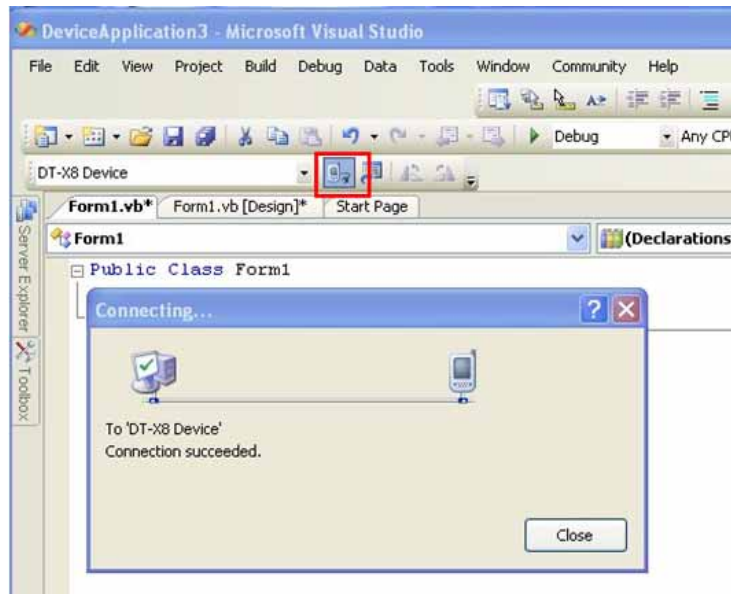 DeviceApplication3 - Microsoft Visual Studio
File Edit View Project Build Debug Data Tools Window Community Help
Debug Any CP
DT-X8 Device
Form1.vb* Form1.vb [Design]* Start Page
Form1 (Declarations
Server Explorer
Toolbox
Public Class Form1
Connecting...
To 'DT-X8 Device'
Connection succeeded.
Close